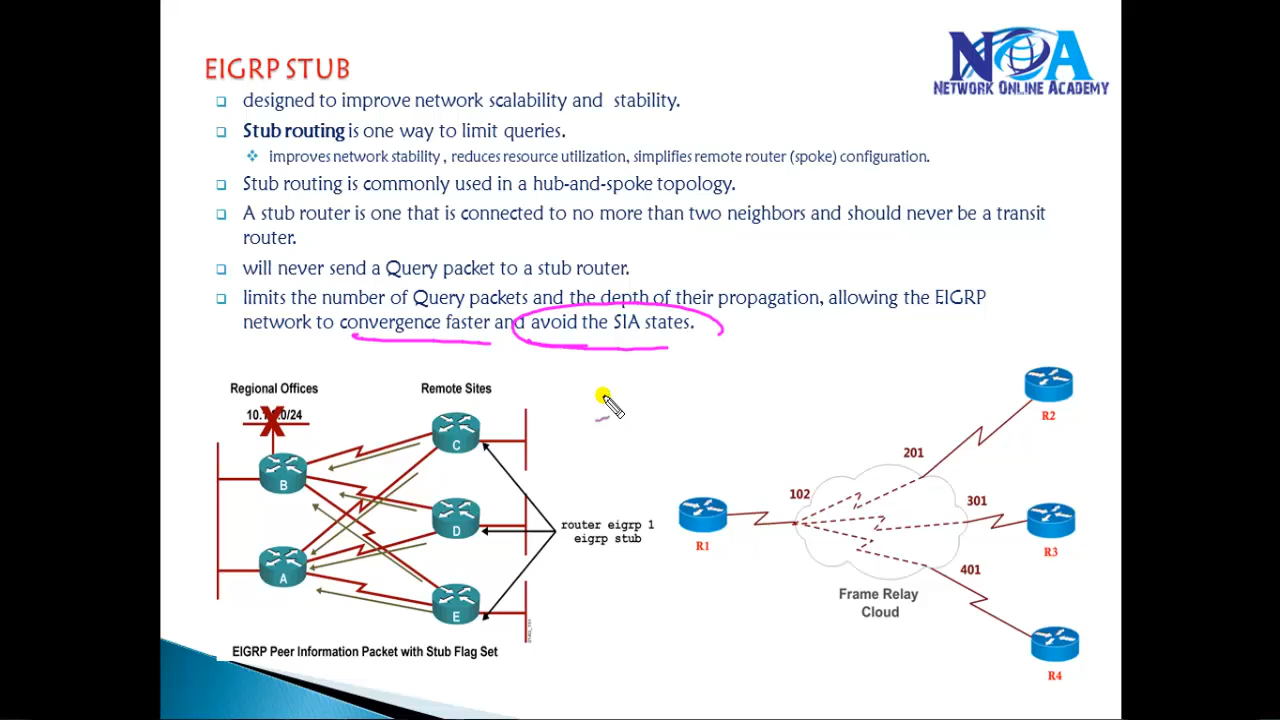 EIGRP STUB
NOA
NETWORK ONLINE ACADEMY
designed to improve network scalability and stability.
Stub routing is one way to limit queries.
improves network stability , reduces resource utilization, simplifies remote router (spoke) configuration.
Stub routing is commonly used in a hub-and-spoke topology.
A stub router is one that is connected to no more than two neighbors and should never be a transit
router.
will never send a Query packet to a stub router.
limits the number of Query packets and the depth of their propagation, allowing the EIGRP
network to convergence faster and avoid the SIA states.
Regional Offices
Remote Sites
0/24
B
A
C
D
E
router eigrp 1
eigrp stub
EIGRP Peer Information Packet with Stub Flag Set
R1
102
201
301
401
R2
R3
R4
Frame Relay
Cloud